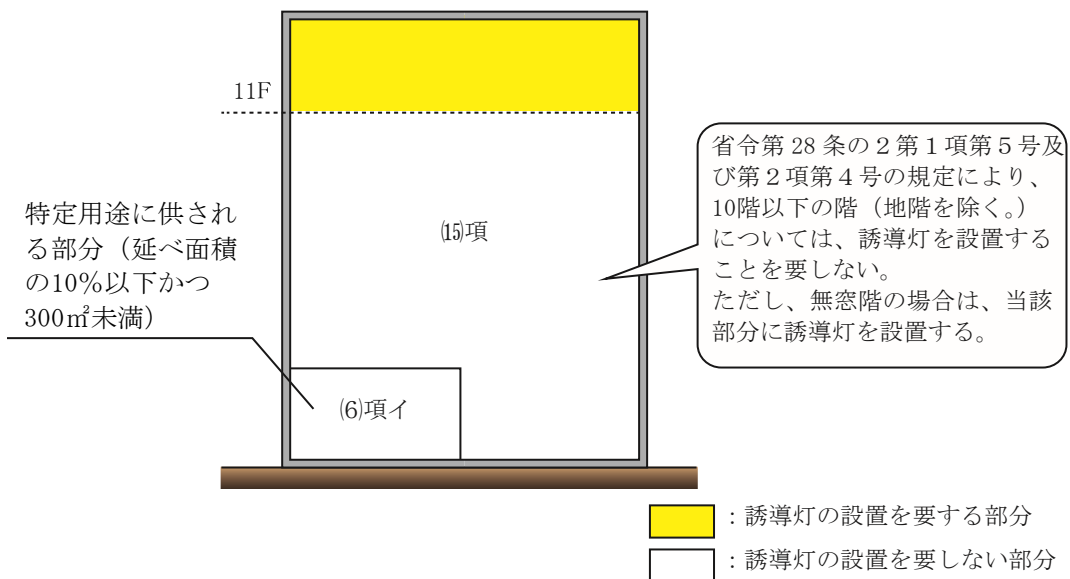 11F
省令第 28 条の２第１項第５号及
び第２項第４号の規定により、
10階以下の階（地階を除く。）
については、誘導灯を設置する
ことを要しない。
ただし、無窓階の場合は、当該
部分に誘導灯を設置する。
特定用途に供され
る部分（延べ面積
の10％以下かつ
300㎡未満）
⒂項
⑹項イ
：誘導灯の設置を要する部分
：誘導灯の設置を要しない部分